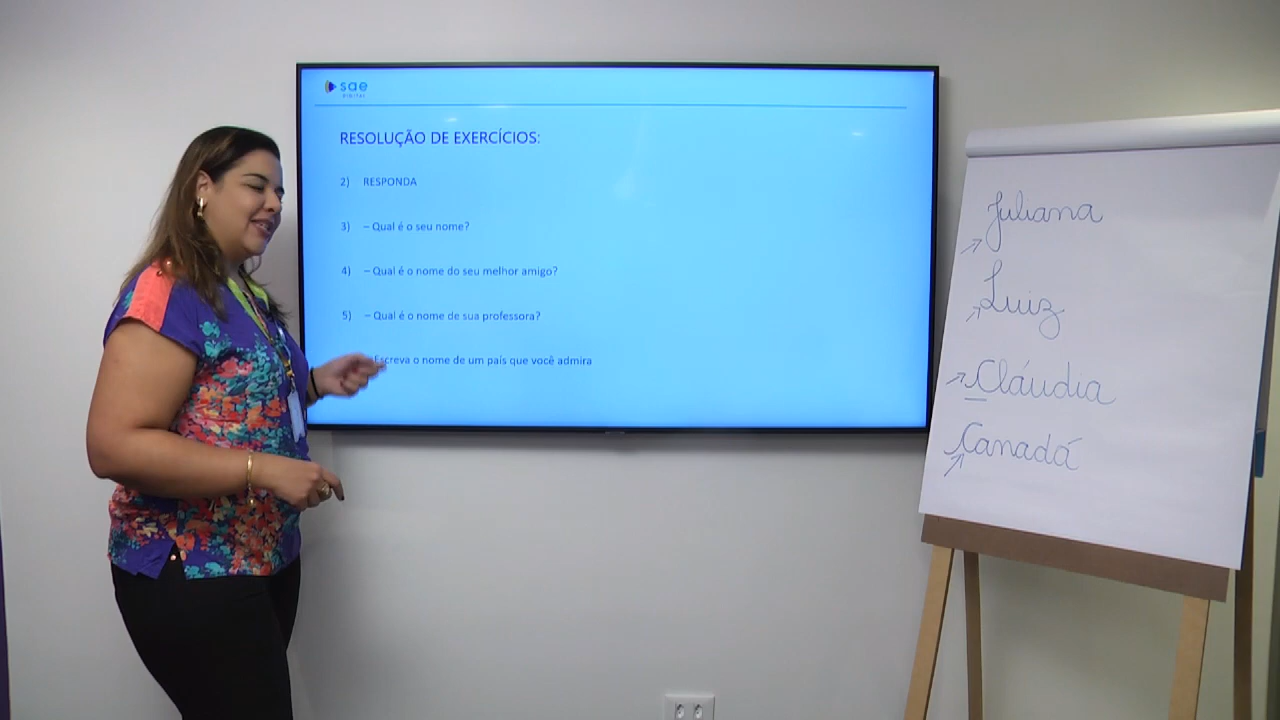 sae
DIGITAL
RESOLUÇÃO DE EXERCÍCIOS:
2) RESPONDA
3) – Qual é o seu nome?
4) – Qual é o nome do seu melhor amigo?
5) – Qual é o nome de sua professora?
Escreva o nome de um país que você admira
Juliana
Luiz
Cláudia
Canadá